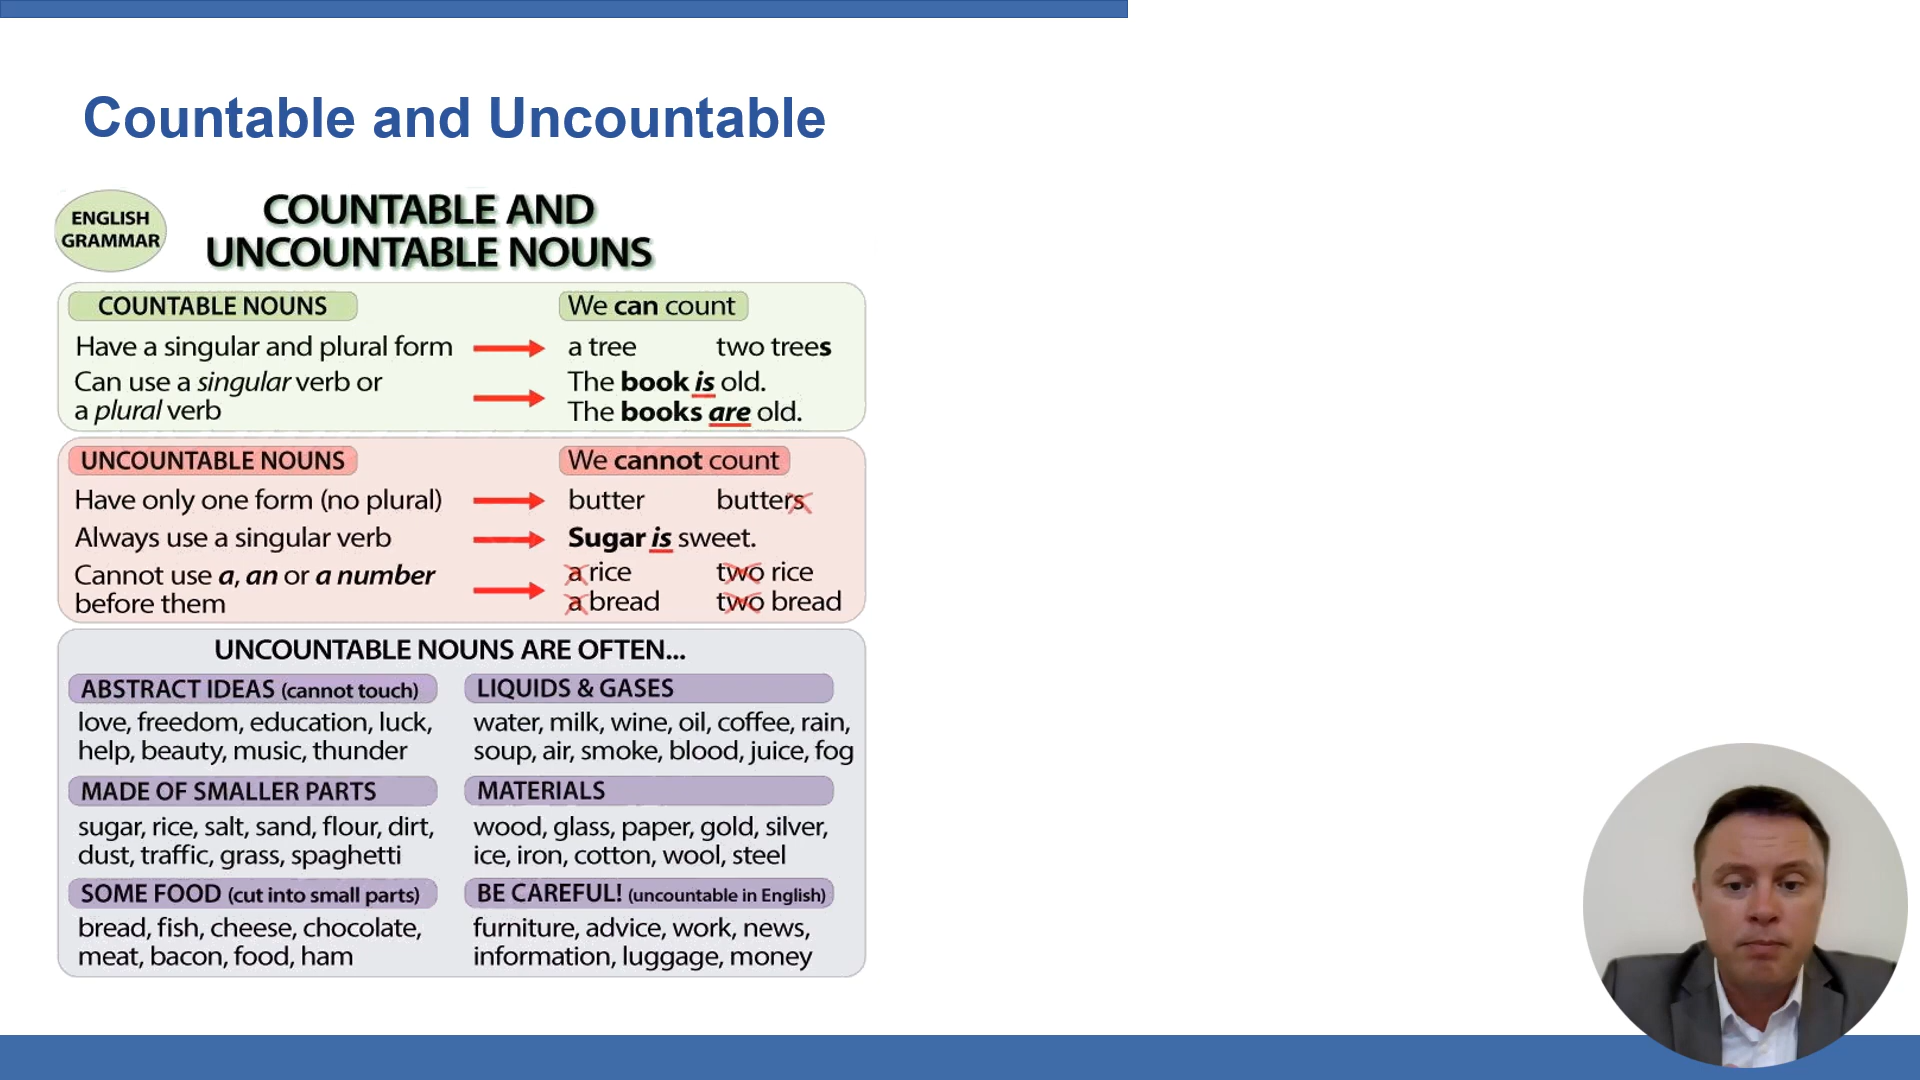 Countable and Uncountable
ENGLISH
GRAMMAR
COUNTABLE AND
UNCOUNTABLE NOUNS
COUNTABLE NOUNS
We can count
Have a singular and plural form
a tree two trees
Can use a singular verb or
a plural verb
The book is old.
The books are old.
UNCOUNTABLE NOUNS
We cannot count
Have only one form (no plural)
butter butters
Always use a singular verb
Sugar is sweet.
Cannot use a, an or a number
before them
a rice two rice
a bread two bread
UNCOUNTABLE NOUNS ARE OFTEN...
ABSTRACT IDEAS (cannot touch)
love, freedom, education, luck,
help, beauty, music, thunder
LIQUIDS & GASES
water, milk, wine, oil, coffee, rain,
soup, air, smoke, blood, juice, fog
MADE OF SMALLER PARTS
sugar, rice, salt, sand, flour, dirt,
dust, traffic, grass, spaghetti
MATERIALS
wood, glass, paper, gold, silver,
ice, iron, cotton, wool, steel
SOME FOOD (cut into small parts)
bread, fish, cheese, chocolate,
meat, bacon, food, ham
BE CAREFUL! (uncountable in English)
furniture, advice, work, news,
information, luggage, money